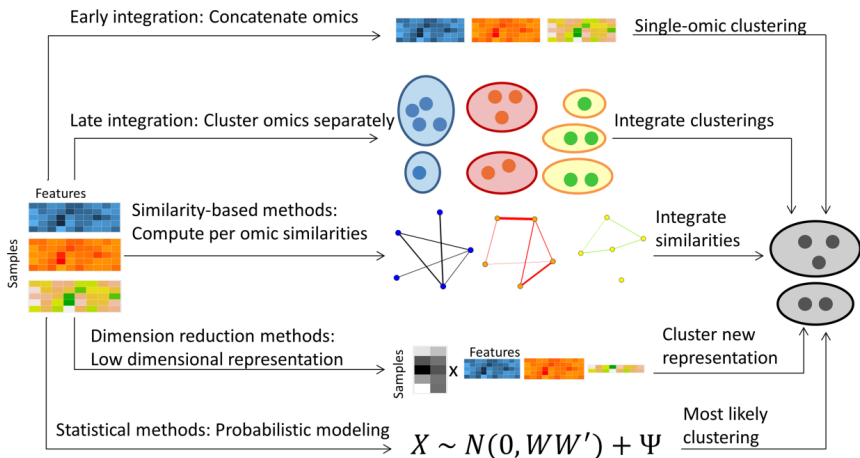 Early integration: Concatenate omics
Single-omic clustering
Late integration: Cluster omics separately
Integrate clusterings
Features
Samples
Similarity-based methods:
Compute per omic similarities
Integrate
similarities
Dimension reduction methods:
Low dimensional representation
Samples
x
Features
Cluster new
representation
Statistical methods: Probabilistic modeling
X ~ N(0, WW′) + Ψ
Most likely
clustering